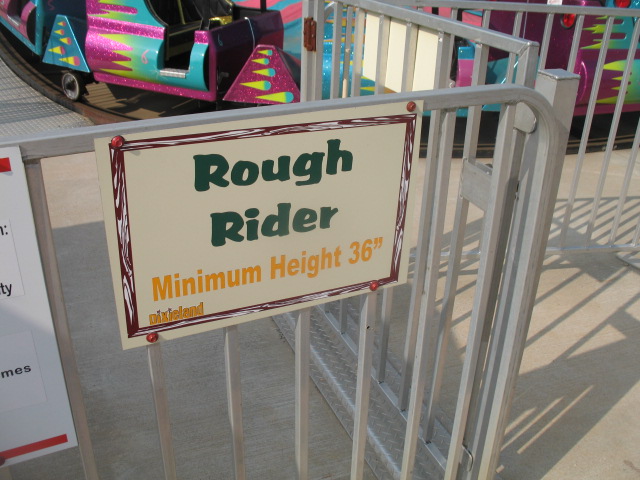 Rough
Rider
Minimum Height 36”
pixieland